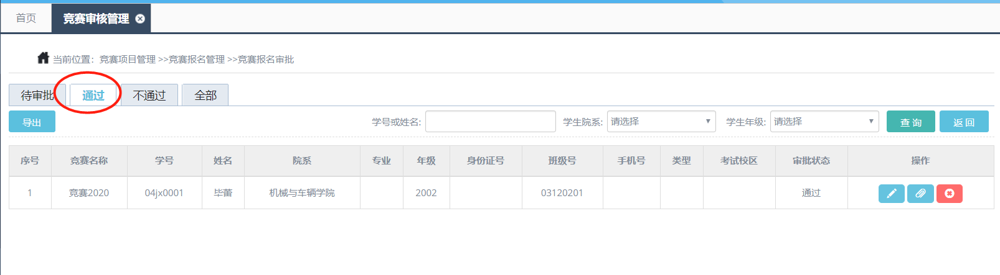 首页 竞赛审核管理
当前位置：竞赛项目管理 >>竞赛报名管理 >>竞赛报名审批
待审批 通过 不通过 全部
导出 学号或姓名: 学生院系: 请选择 学生年级: 请选择 查 询 返 回
序号 竞赛名称 学号 姓名 院系 专业 年级 身份证号 班级号 手机号 类型 考试校区 审批状态 操作
1 竞赛2020 04jx0001 毕蕾 机械与车辆学院 2002 03120201 通过